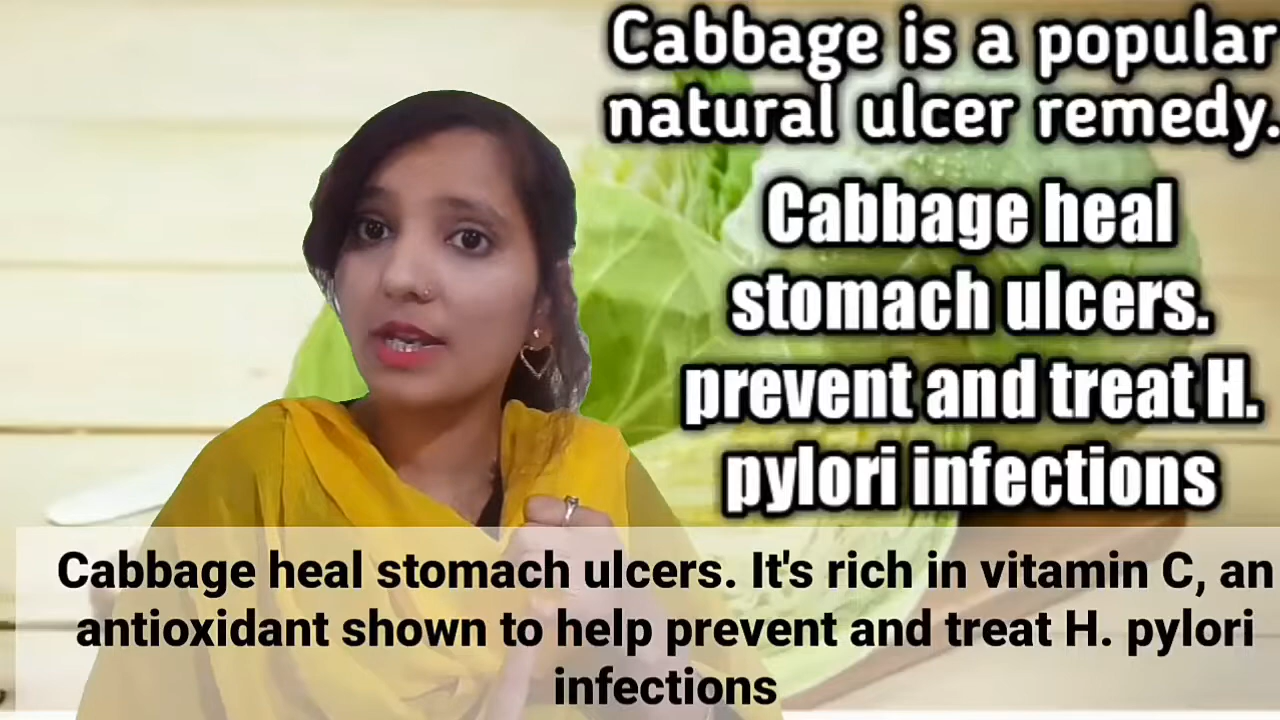 Cabbage is a popular
natural ulcer remedy.
Cabbage heal
stomach ulcers.
prevent and treat H.
pylori infections
Cabbage heal stomach ulcers. It's rich in vitamin C, an
antioxidant shown to help prevent and treat H. pylori
infections